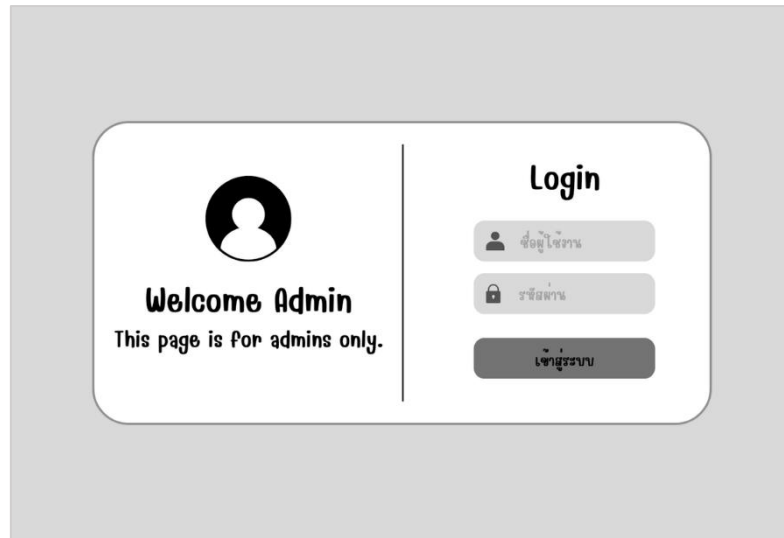 Welcome Admin
This page is for admins only.
Login
ชื่อผู้ใช้งาน
รหัสผ่าน
เข้าสู่ระบบ